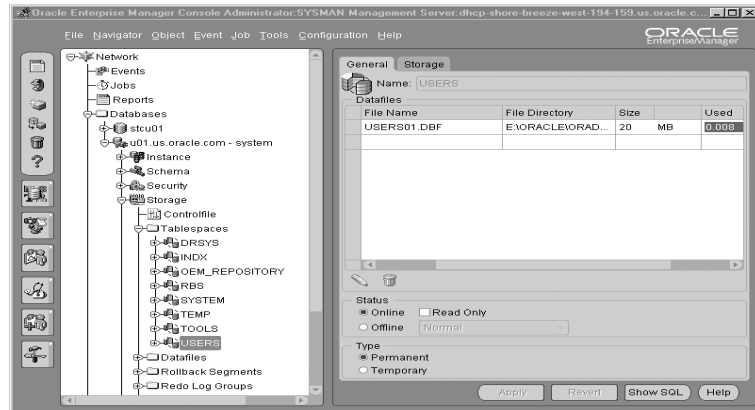 Oracle Enterprise Manager Console Administrator:SYSMAN Management Server:dhcp-shore-breeze-west-194-159.us.oracle.c...
File Navigator Object Event Job Tools Configuration Help
ORACLE
EnterpriseManager
Network
Events
Jobs
Reports
Databases
stcu01
u01.us.oracle.com - system
Instance
Schema
Security
Storage
Controlfile
Tablespaces
DRSYS
INDX
OEM_REPOSITORY
RBS
SYSTEM
TEMP
TOOLS
USERS
Datafiles
Rollback Segments
Redo Log Groups
General Storage
Name: USERS
Datafiles
File Name File Directory Size Used
USERS01.DBF E:\ORACLE\ORAD... 20 MB 0.008
Status
Online Read Only
Offline Normal
Type
Permanent
Temporary
Apply Revert Show SQL Help